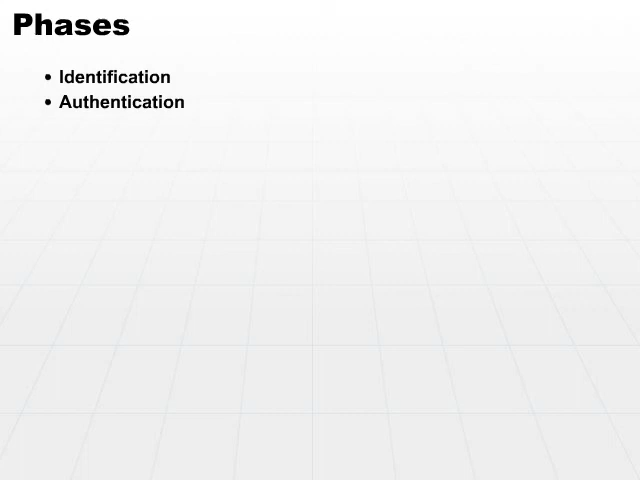 Phases
• Identification
• Authentication